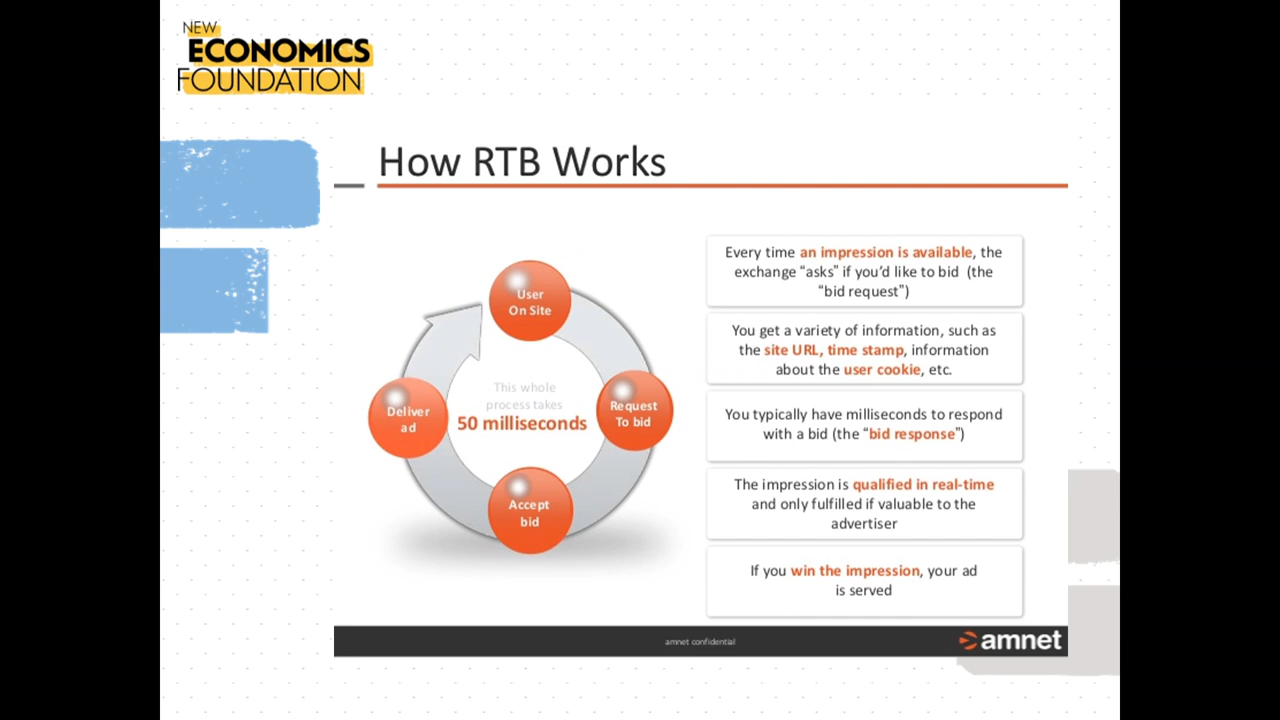 NEW
ECONOMICS
FOUNDATION
How RTB Works
User
On Site
Request
To bid
Accept
bid
Deliver
ad
This whole
process takes
50 milliseconds
Every time an impression is available, the
exchange “asks” if you’d like to bid (the
“bid request”)
You get a variety of information, such as
the site URL, time stamp, information
about the user cookie, etc.
You typically have milliseconds to respond
with a bid (the “bid response”)
The impression is qualified in real-time
and only fulfilled if valuable to the
advertiser
If you win the impression, your ad
is served
amnet confidential
amnet